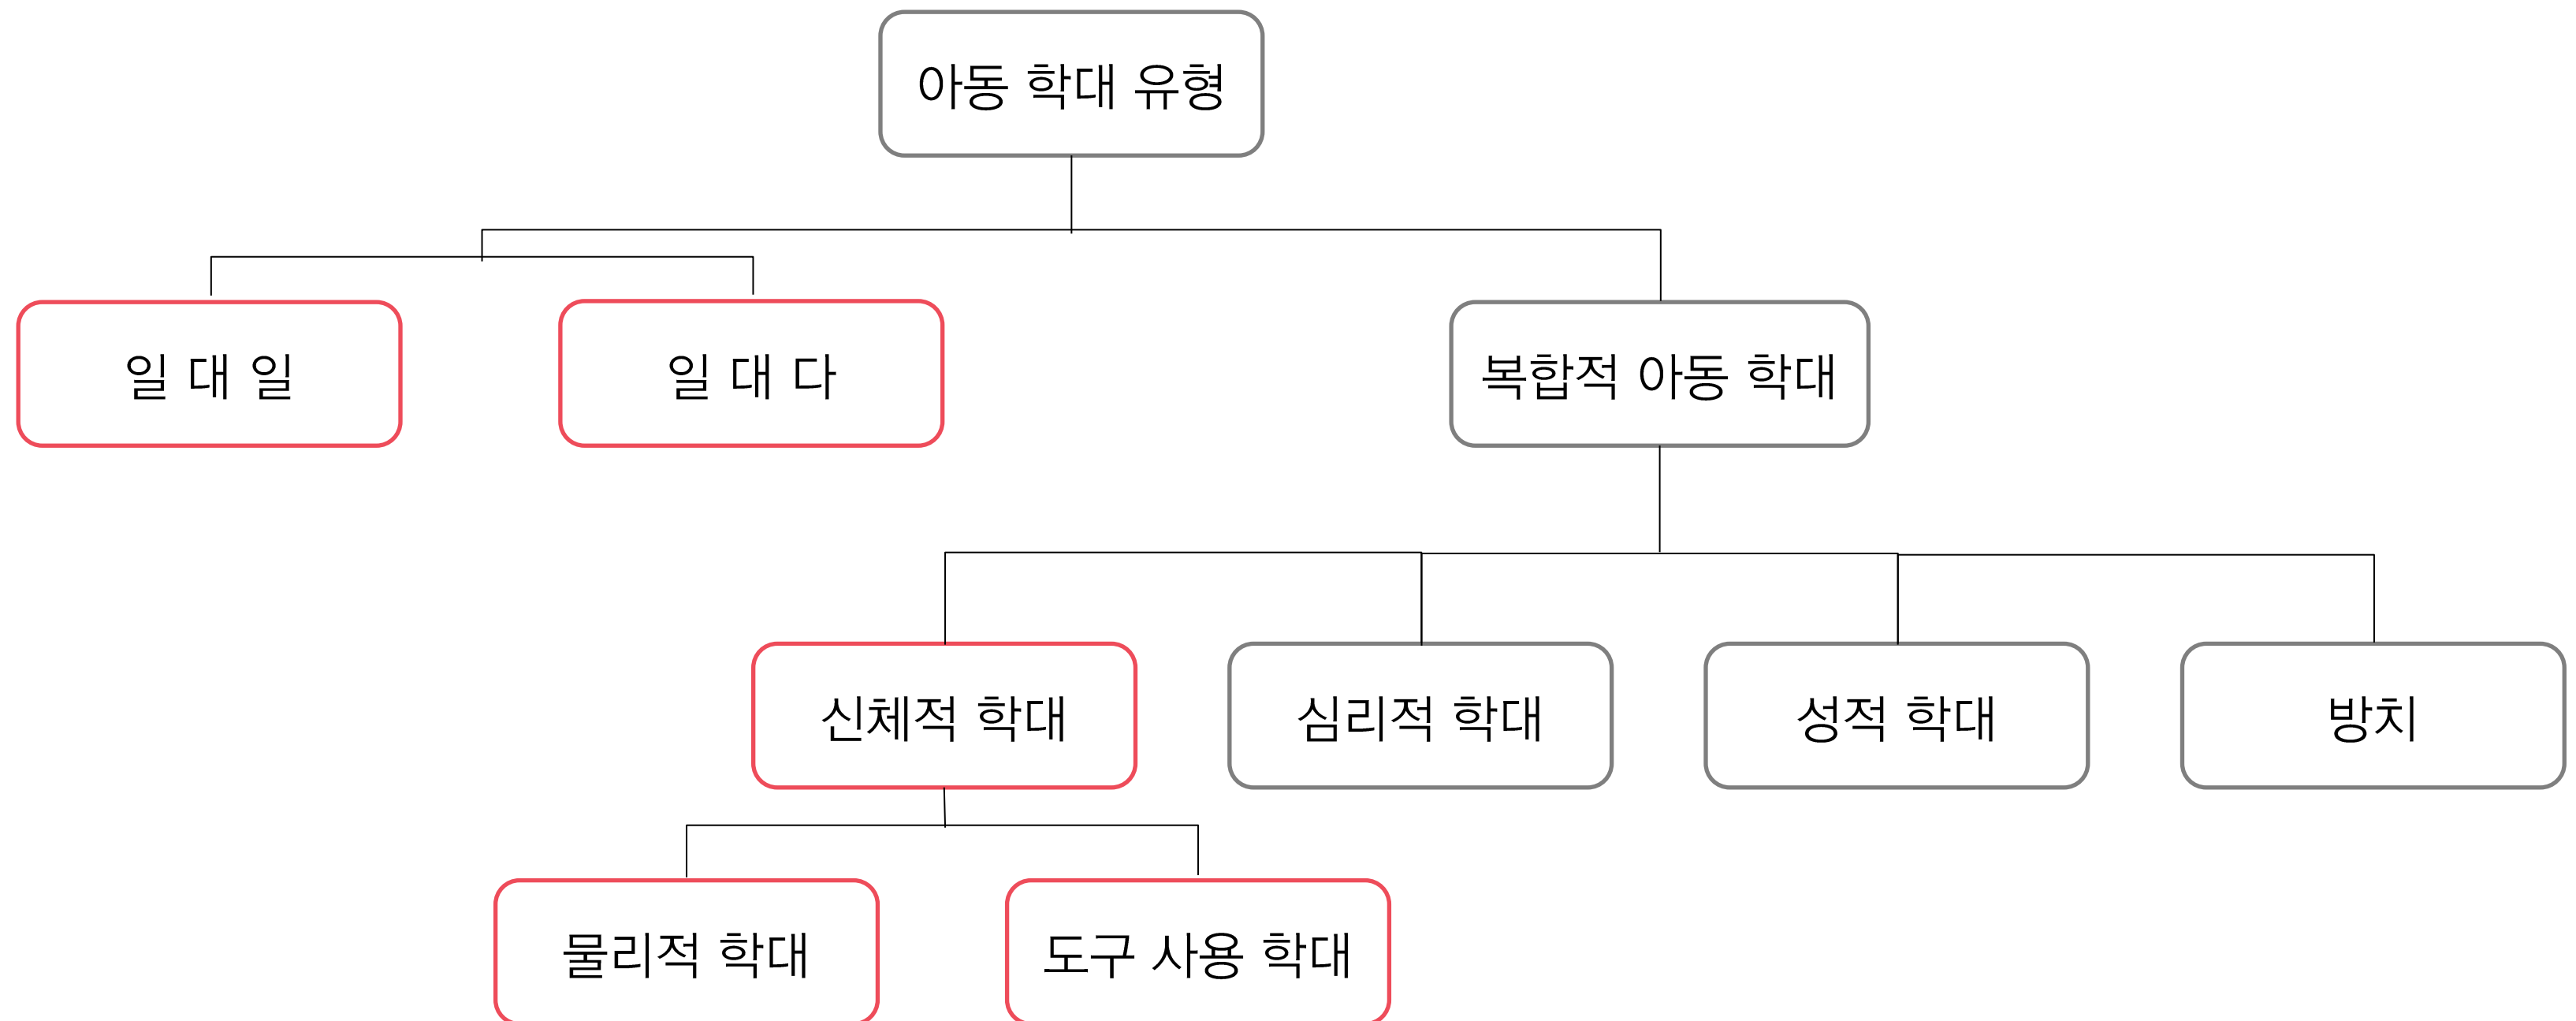 아동 학대 유형
일 대 일
일 대 다
복합적 아동 학대
신체적 학대
심리적 학대
성적 학대
방치
물리적 학대
도구 사용 학대